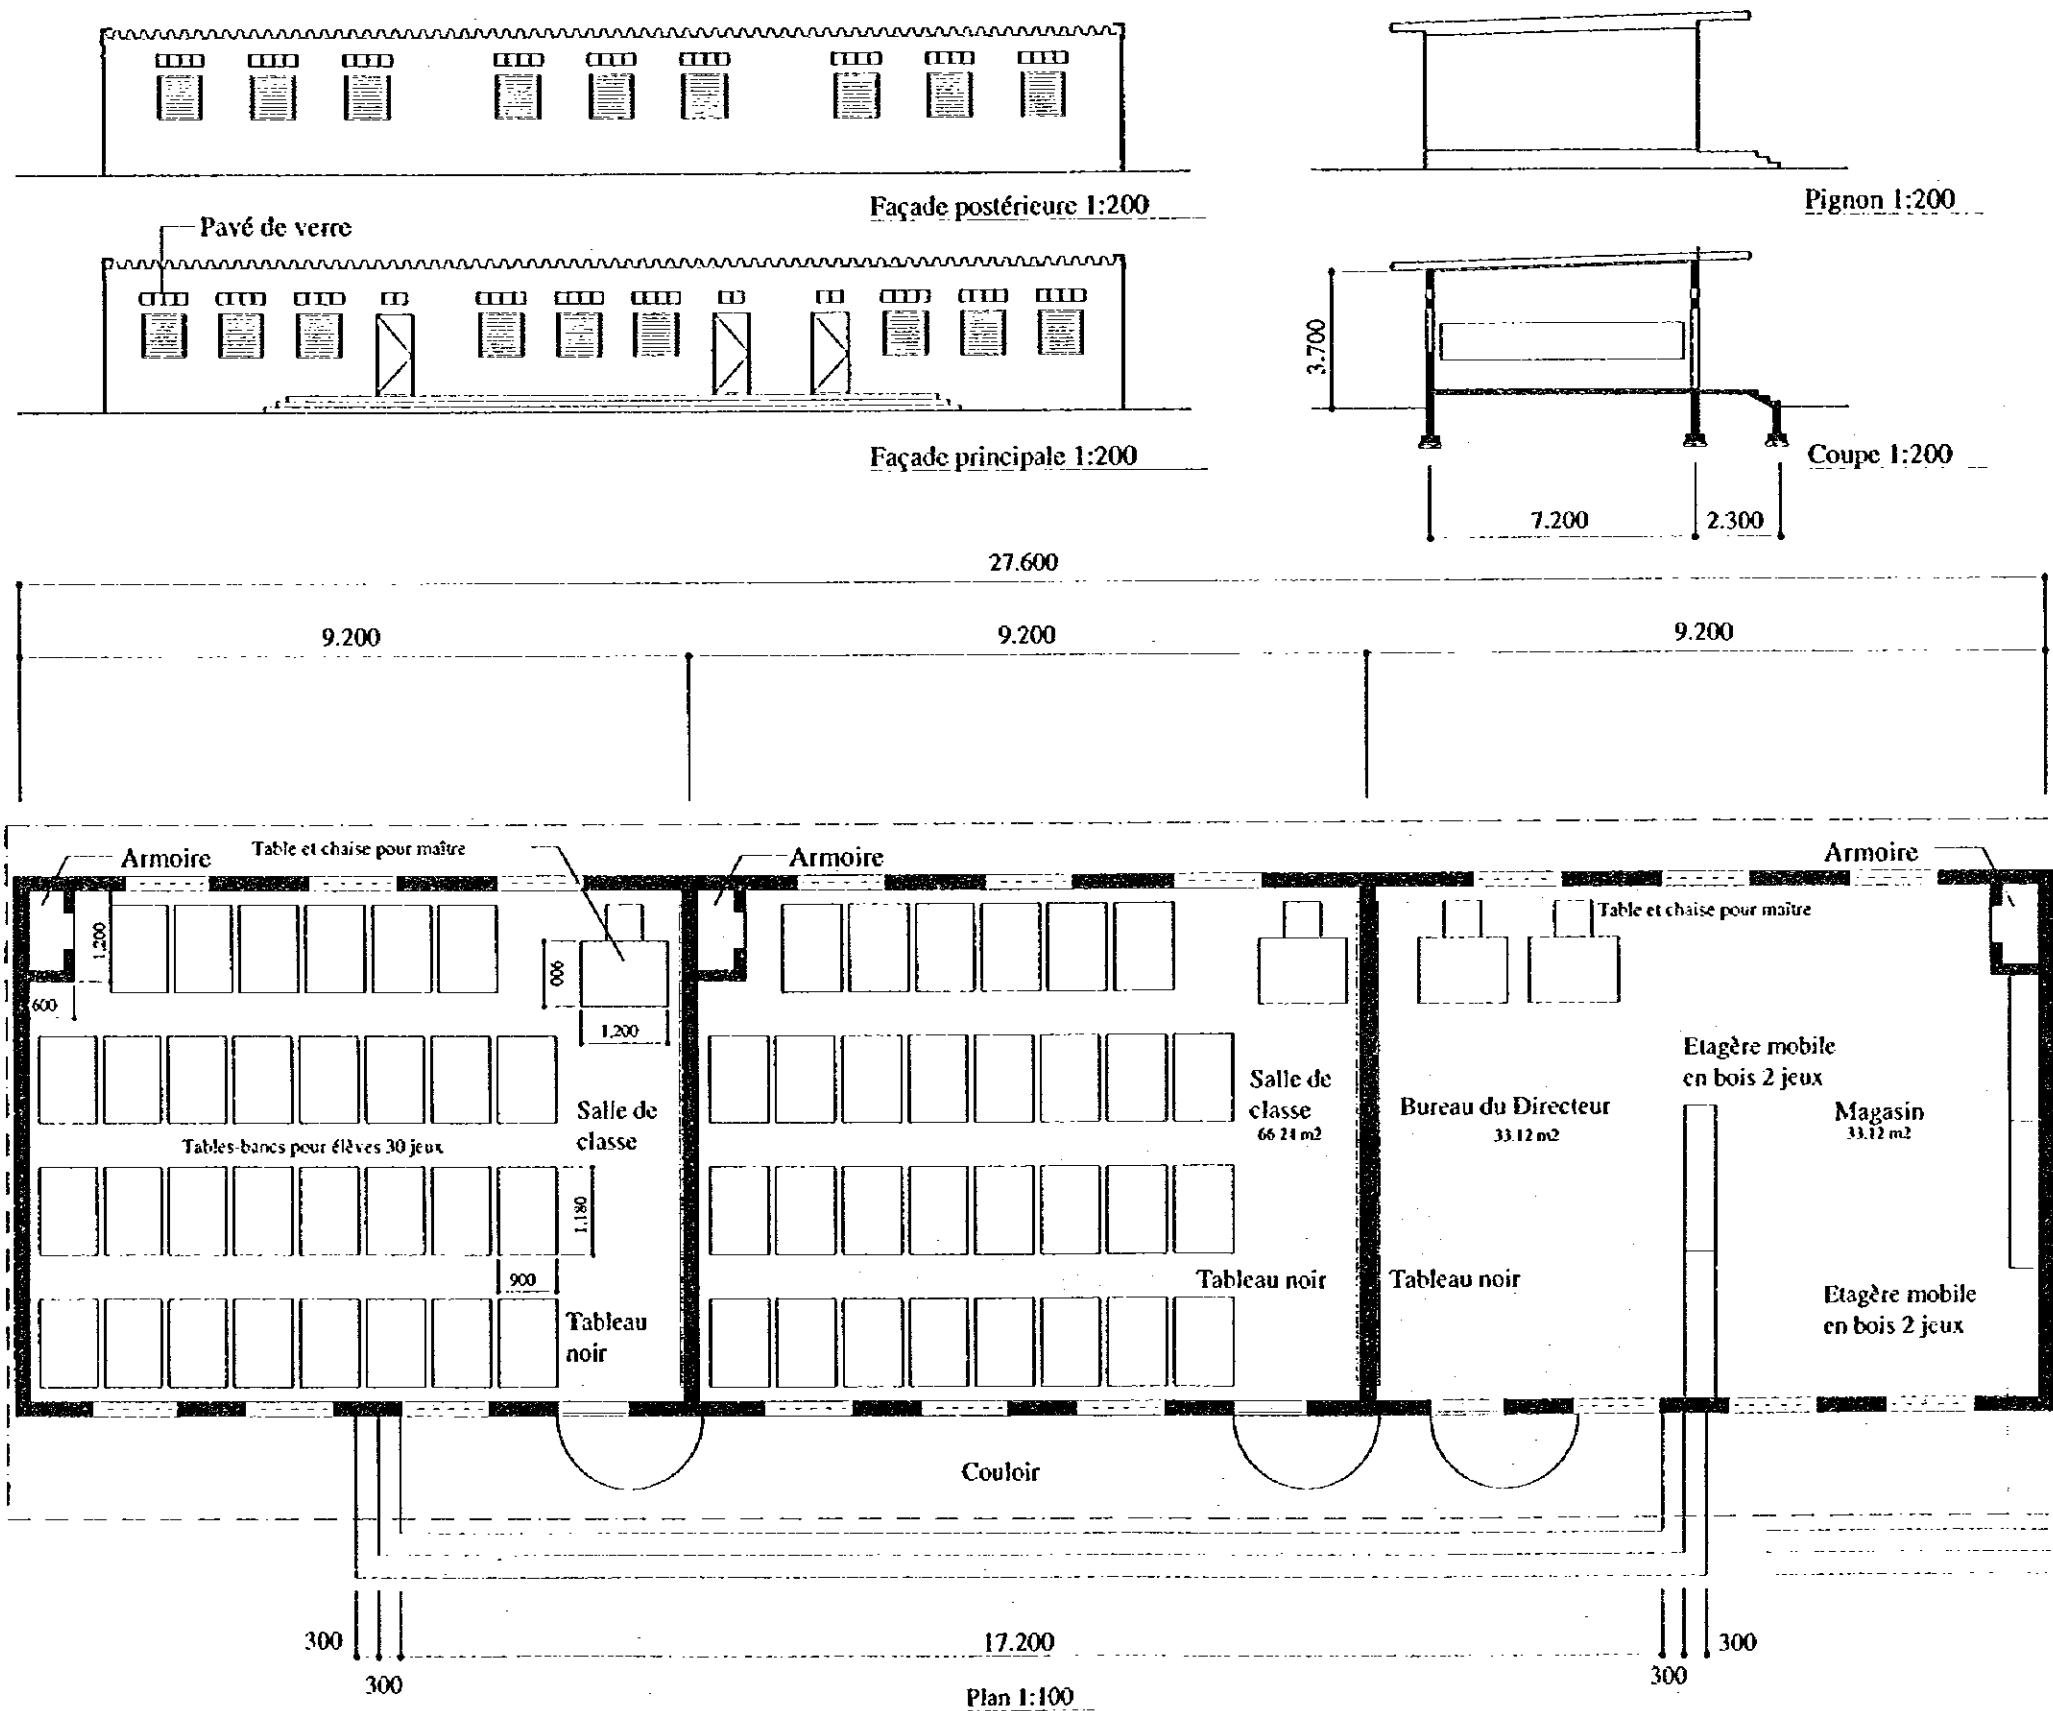 Façade postérieure 1:200
Pignon 1:200
Pavé de verre
3.700
Façade principale 1:200
Coupe 1:200
7.200
2.300
27.600
9.200
9.200
9.200
Armoire
Table et chaise pour maître
Armoire
Armoire
Table et chaise pour maître
1.200
900
600
1.200
Etagère mobile
en bois 2 jeux
Salle de
classe
Salle de
classe
66.24 m2
Bureau du Directeur
33.12 m2
Magasin
33.12 m2
Tables-bancs pour élèves 30 jeux
1.180
900
Tableau noir
Tableau noir
Tableau
noir
Etagère mobile
en bois 2 jeux
Couloir
300
17.200
300
300
300
Plan 1:100